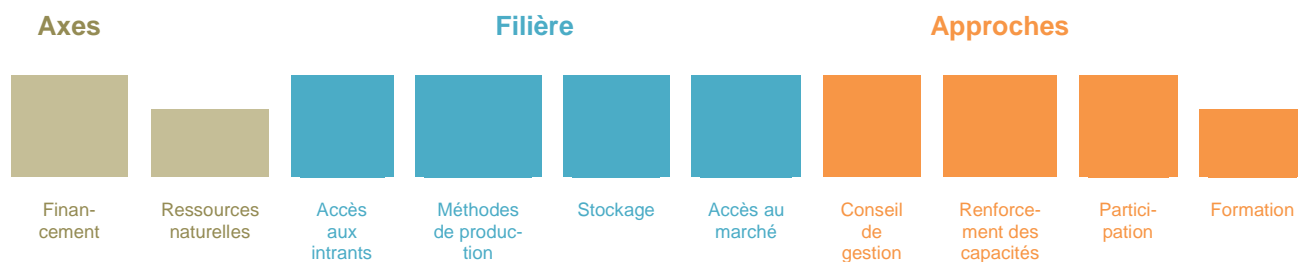 Axes
Filière
Approches
Finan-
cement
Ressources
naturelles
Accès
aux
intrants
Méthodes
de produc-
tion
Stockage
Accès au
marché
Conseil
de
gestion
Renforce-
ment des
capacités
Partici-
pation
Formation